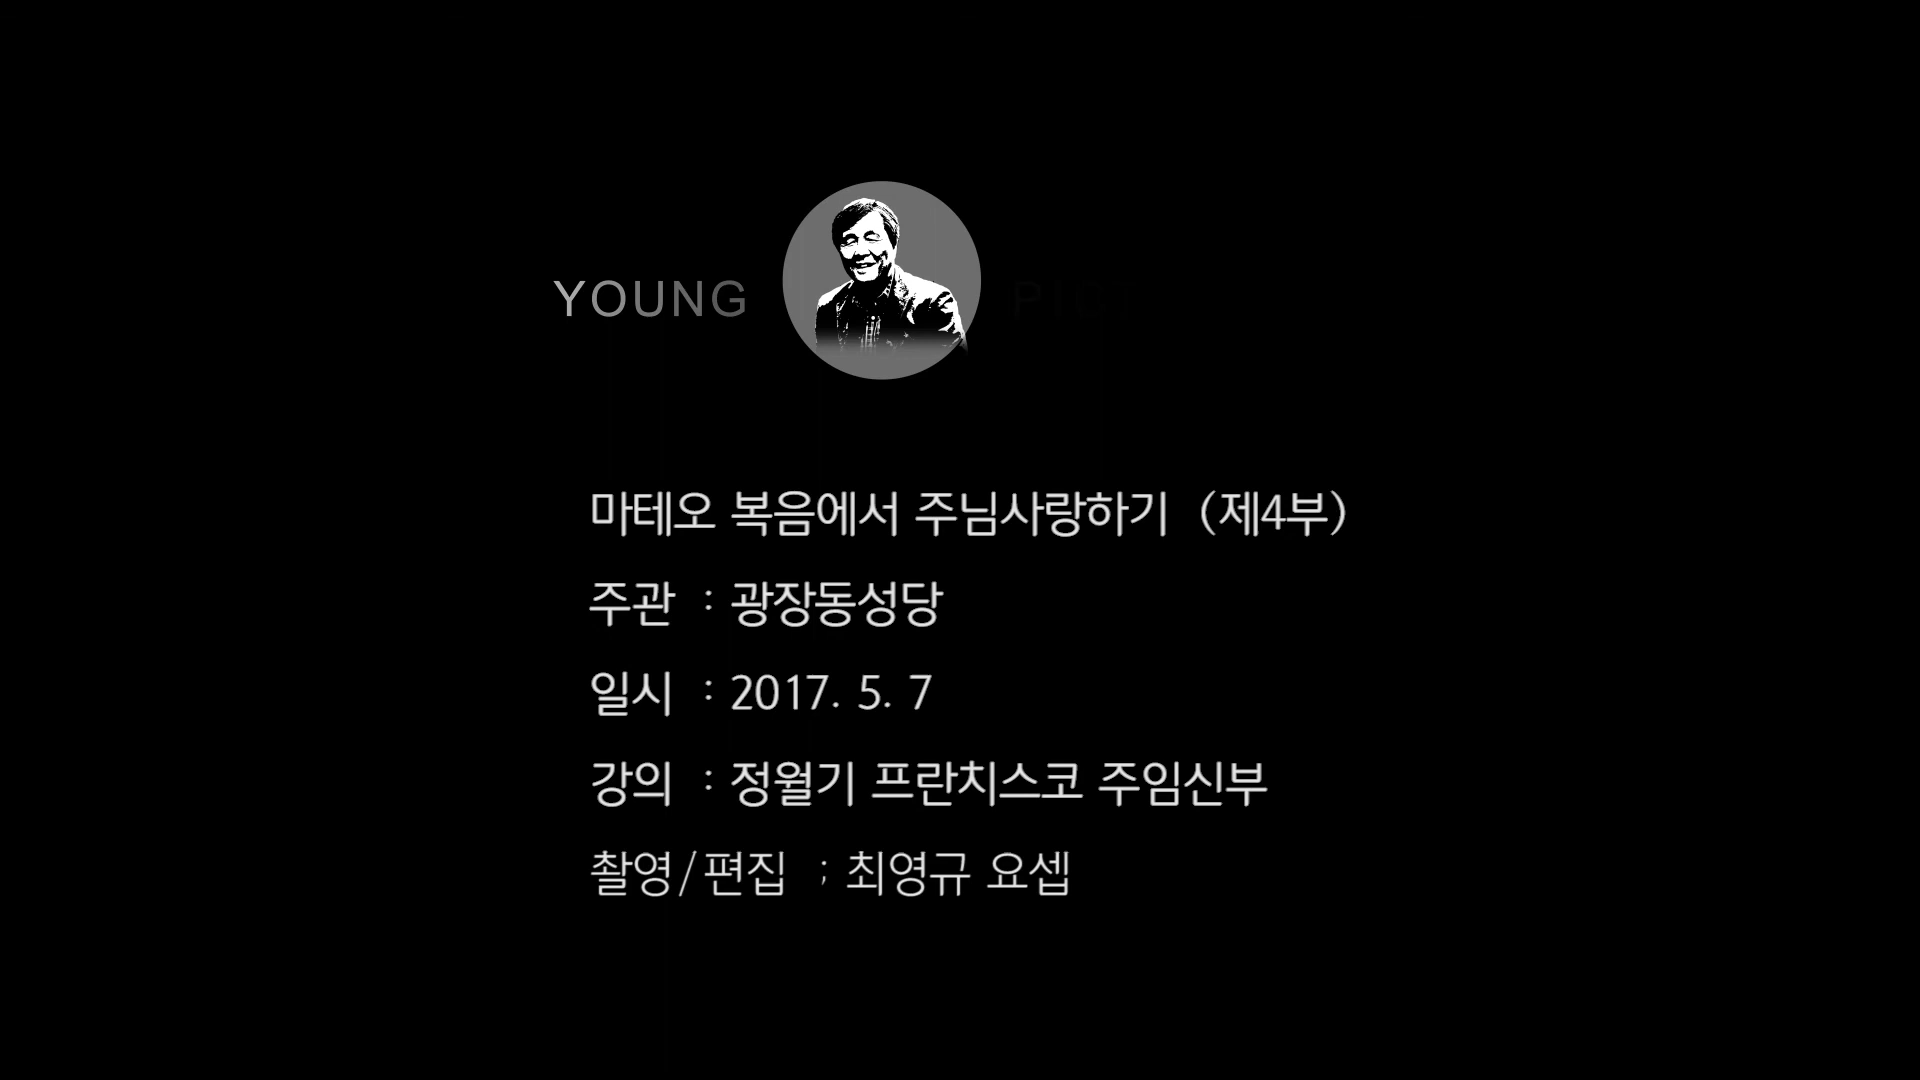 YOUNG PICT
마테오 복음에서 주님사랑하기 (제4부)
주관 : 광장동성당
일시 : 2017. 5. 7
강의 : 정월기 프란치스코 주임신부
촬영/편집 ; 최영규 요셉